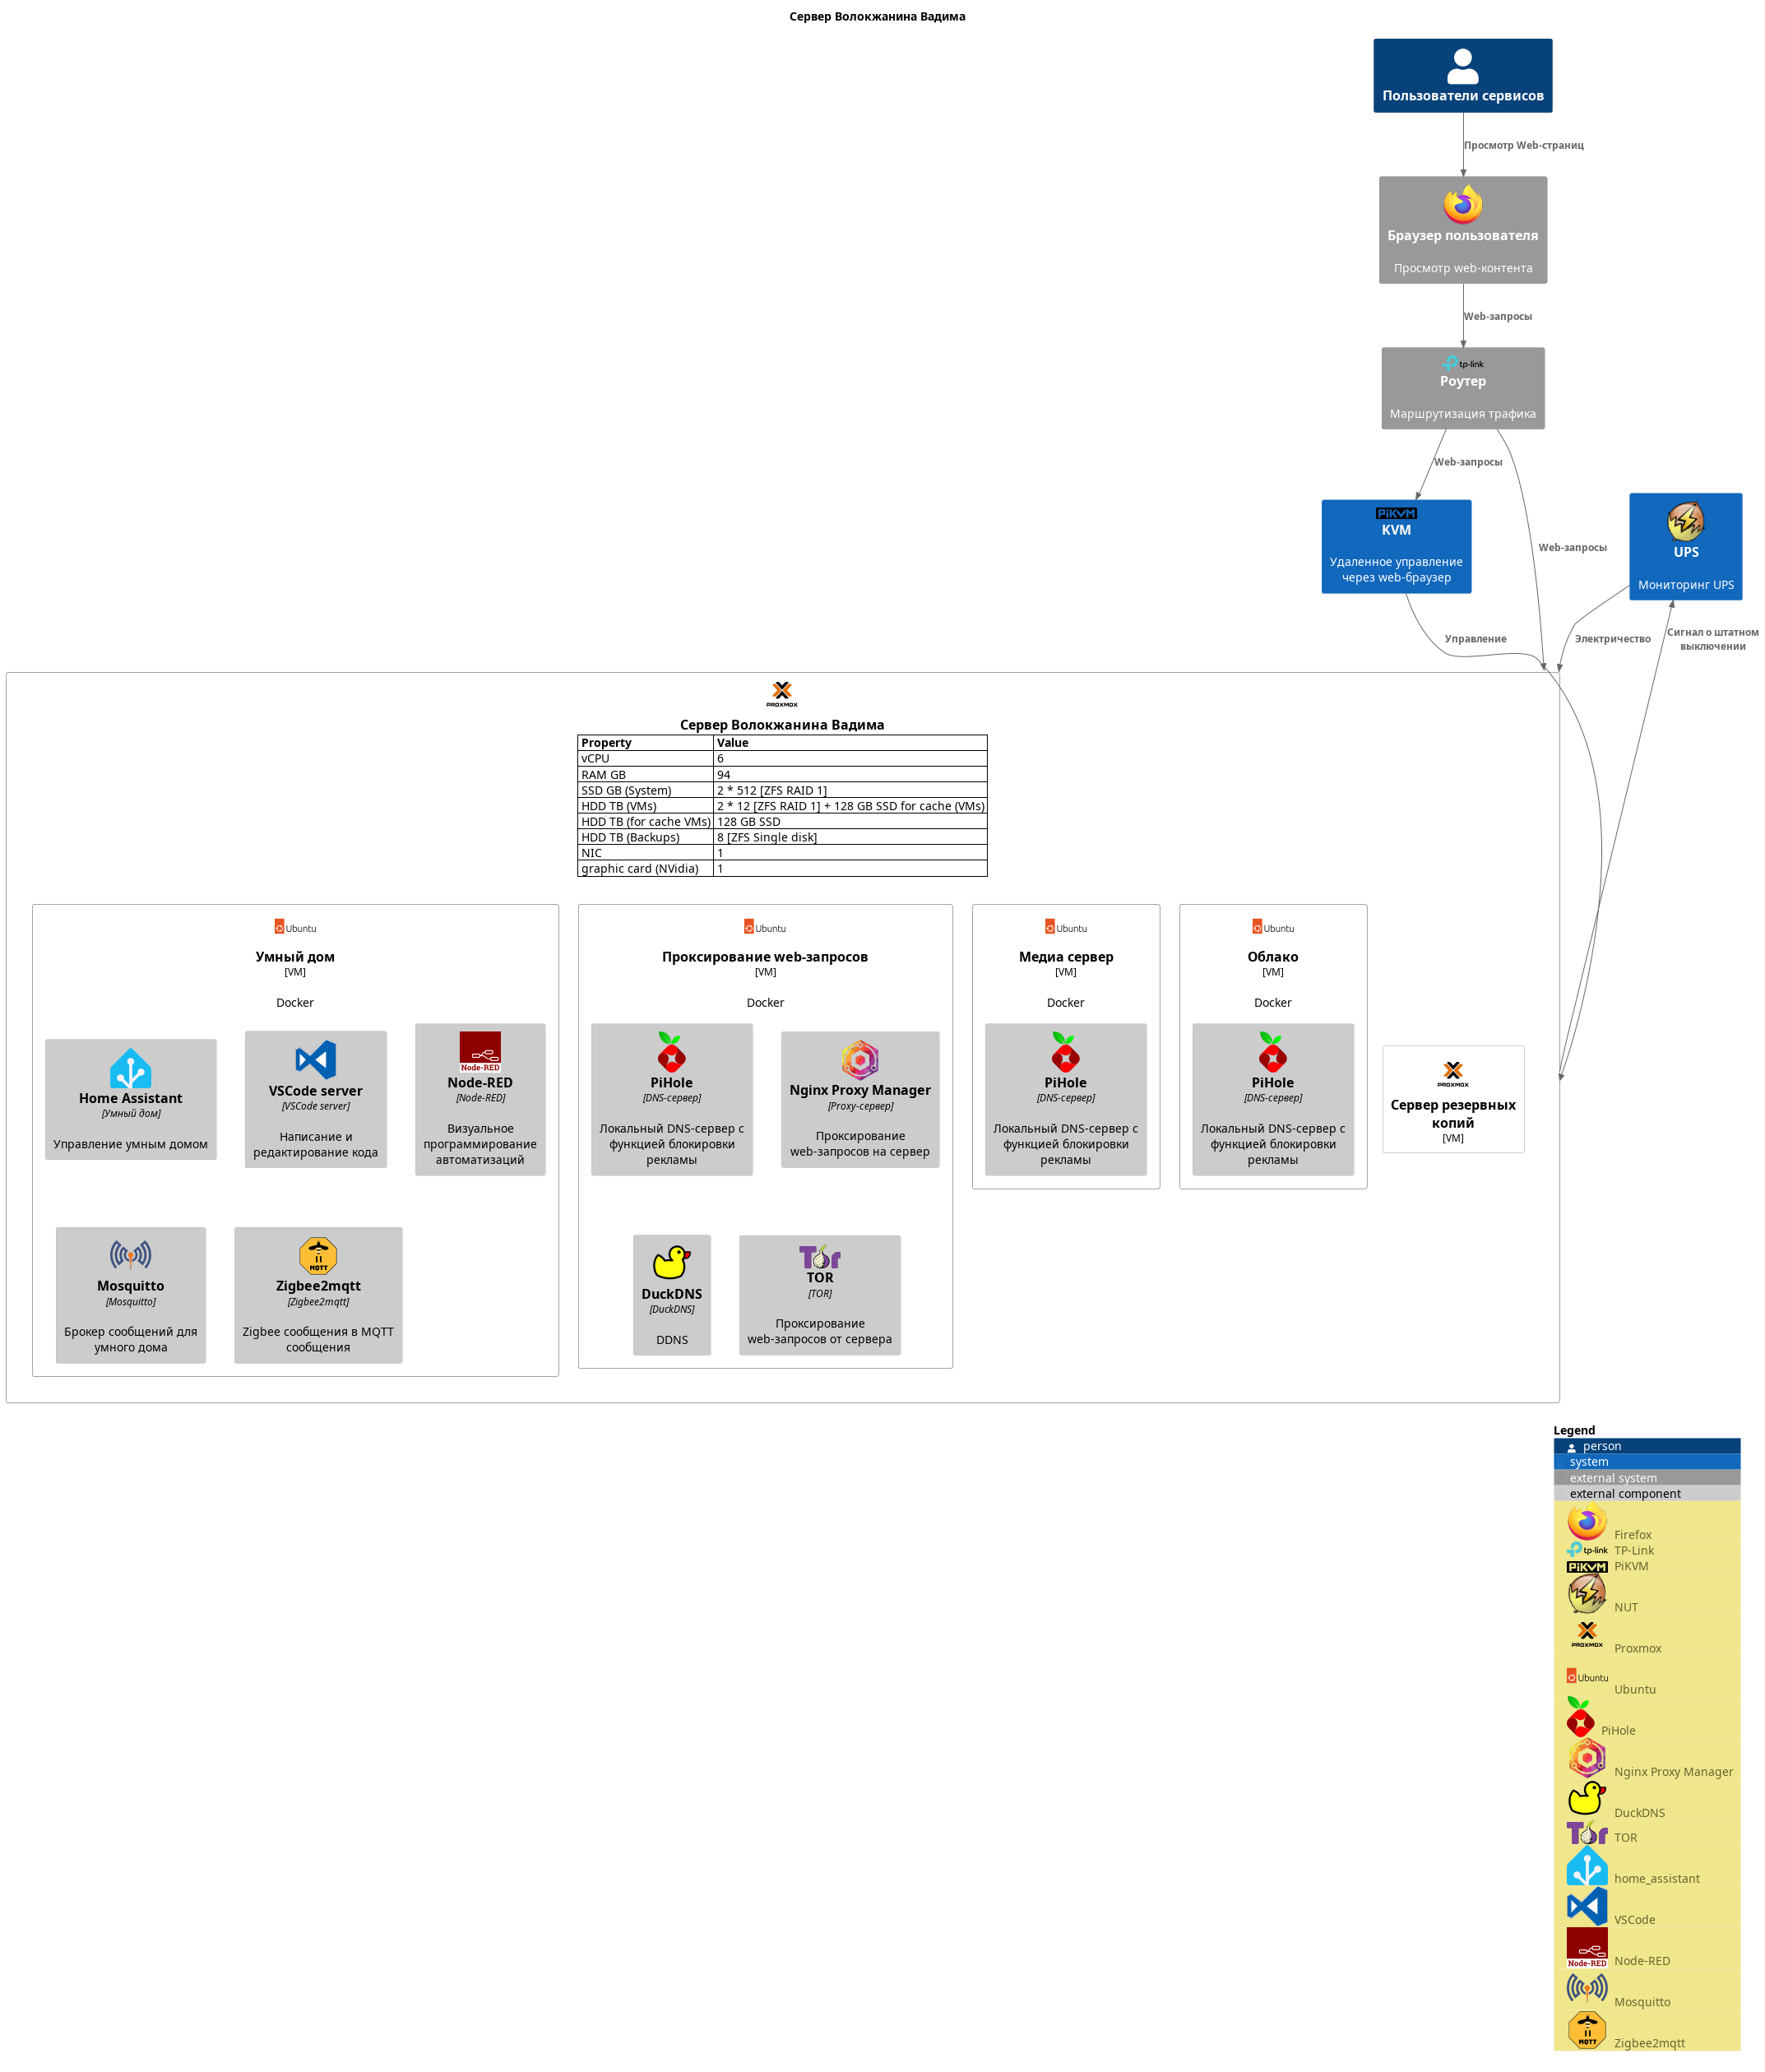 Сервер Волокжанина Вадима
Пользователи сервисов
Просмотр Web-страниц
Браузер пользователя
Просмотр web-контента
Web-запросы
tp-link
Роутер
Маршрутизация трафика
Web-запросы
Web-запросы
PiKVM
KVM
Удаленное управление
через web-браузер
UPS
Мониторинг UPS
Управление
Электричество
Сигнал о штатном
выключении
PROXMOX
Сервер Волокжанина Вадима
Property Value
vCPU 6
RAM GB 94
SSD GB (System) 2 * 512 [ZFS RAID 1]
HDD TB (VMs) 2 * 12 [ZFS RAID 1] + 128 GB SSD for cache (VMs)
HDD TB (for cache VMs) 128 GB SSD
HDD TB (Backups) 8 [ZFS Single disk]
NIC 1
graphic card (NVidia) 1
Ubuntu
Умный дом
[VM]
Docker
Home Assistant
[Умный дом]
Управление умным домом
VSCode server
[VSCode server]
Написание и
редактирование кода
Node-RED
Node-RED
[Node-RED]
Визуальное
программирование
автоматизаций
Mosquitto
[Mosquitto]
Брокер сообщений для
умного дома
MQTT
Zigbee2mqtt
[Zigbee2mqtt]
Zigbee сообщения в MQTT
сообщения
Ubuntu
Проксирование web-запросов
[VM]
Docker
PiHole
[DNS-сервер]
Локальный DNS-сервер с
функцией блокировки
рекламы
Nginx Proxy Manager
[Proxy-сервер]
Проксирование
web-запросов на сервер
DuckDNS
[DuckDNS]
DDNS
Tor
TOR
[TOR]
Проксирование
web-запросов от сервера
Ubuntu
Медиа сервер
[VM]
Docker
PiHole
[DNS-сервер]
Локальный DNS-сервер с
функцией блокировки
рекламы
Ubuntu
Облако
[VM]
Docker
PiHole
[DNS-сервер]
Локальный DNS-сервер с
функцией блокировки
рекламы
PROXMOX
Сервер резервных
копий
[VM]
Legend
person
system
external system
external component
Firefox
tp-link TP-Link
PiKVM PiKVM
NUT
PROXMOX Proxmox
Ubuntu Ubuntu
PiHole
Nginx Proxy Manager
DuckDNS
Tor TOR
home_assistant
VSCode
Node-RED Node-RED
Mosquitto
MQTT Zigbee2mqtt